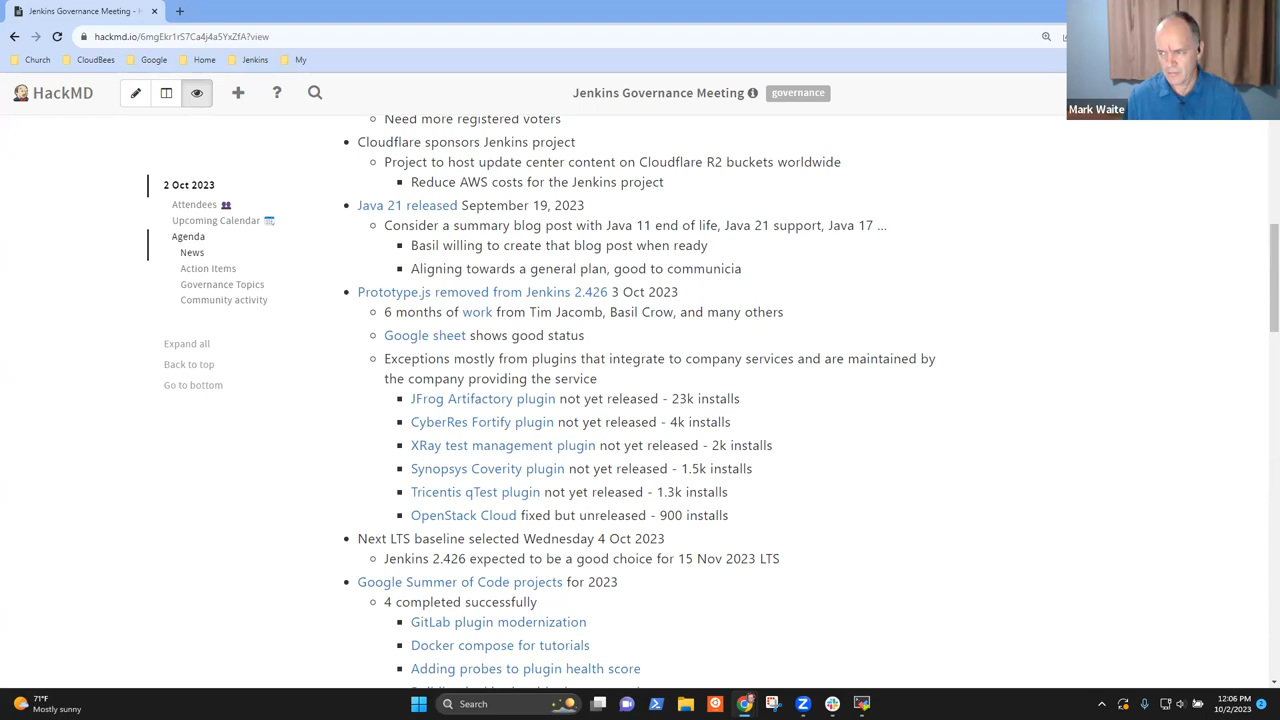 Jenkins Governance Meeting - H
hackmd.io/6mgEkr1rS7Ca4j4a5YxZfA?view
Church
CloudBees
Google
Home
Jenkins
My
HackMD
Jenkins Governance Meeting
governance
Mark Waite
2 Oct 2023
Attendees
Upcoming Calendar
Agenda
News
Action Items
Governance Topics
Community activity
Expand all
Back to top
Go to bottom
Need more registered voters
Cloudflare sponsors Jenkins project
Project to host update center content on Cloudflare R2 buckets worldwide
Reduce AWS costs for the Jenkins project
Java 21 released September 19, 2023
Consider a summary blog post with Java 11 end of life, Java 21 support, Java 17 ...
Basil willing to create that blog post when ready
Aligning towards a general plan, good to communicia
Prototype.js removed from Jenkins 2.426 3 Oct 2023
6 months of work from Tim Jacomb, Basil Crow, and many others
Google sheet shows good status
Exceptions mostly from plugins that integrate to company services and are maintained by
the company providing the service
JFrog Artifactory plugin not yet released - 23k installs
CyberRes Fortify plugin not yet released - 4k installs
XRay test management plugin not yet released - 2k installs
Synopsys Coverity plugin not yet released - 1.5k installs
Tricentis qTest plugin not yet released - 1.3k installs
OpenStack Cloud fixed but unreleased - 900 installs
Next LTS baseline selected Wednesday 4 Oct 2023
Jenkins 2.426 expected to be a good choice for 15 Nov 2023 LTS
Google Summer of Code projects for 2023
4 completed successfully
GitLab plugin modernization
Docker compose for tutorials
Adding probes to plugin health score
71°F
Mostly sunny
Search
12:06 PM
10/2/2023